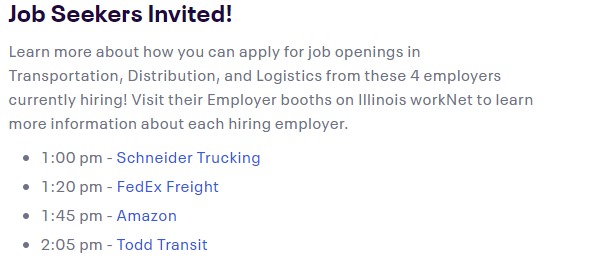 Job Seekers Invited!
Learn more about how you can apply for job openings in
Transportation, Distribution, and Logistics from these 4 employers
currently hiring! Visit their Employer booths on Illinois workNet to learn
more information about each hiring employer.
• 1:00 pm - Schneider Trucking
• 1:20 pm - FedEx Freight
• 1:45 pm - Amazon
• 2:05 pm - Todd Transit